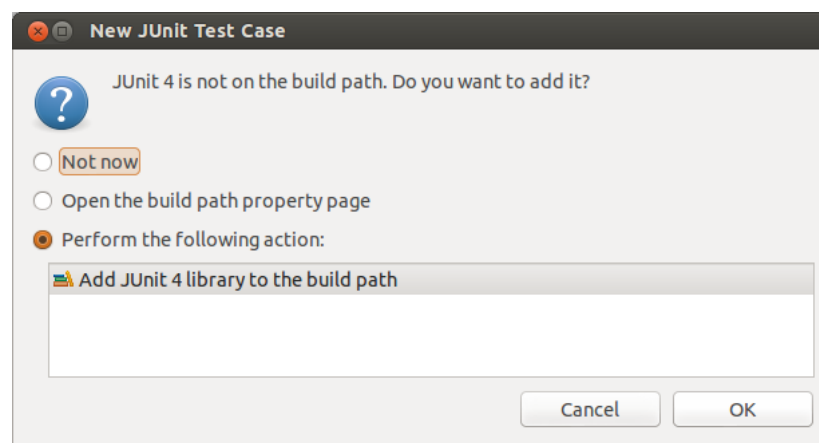 New JUnit Test Case
JUnit 4 is not on the build path. Do you want to add it?
Not now
Open the build path property page
Perform the following action:
Add JUnit 4 library to the build path
Cancel
OK